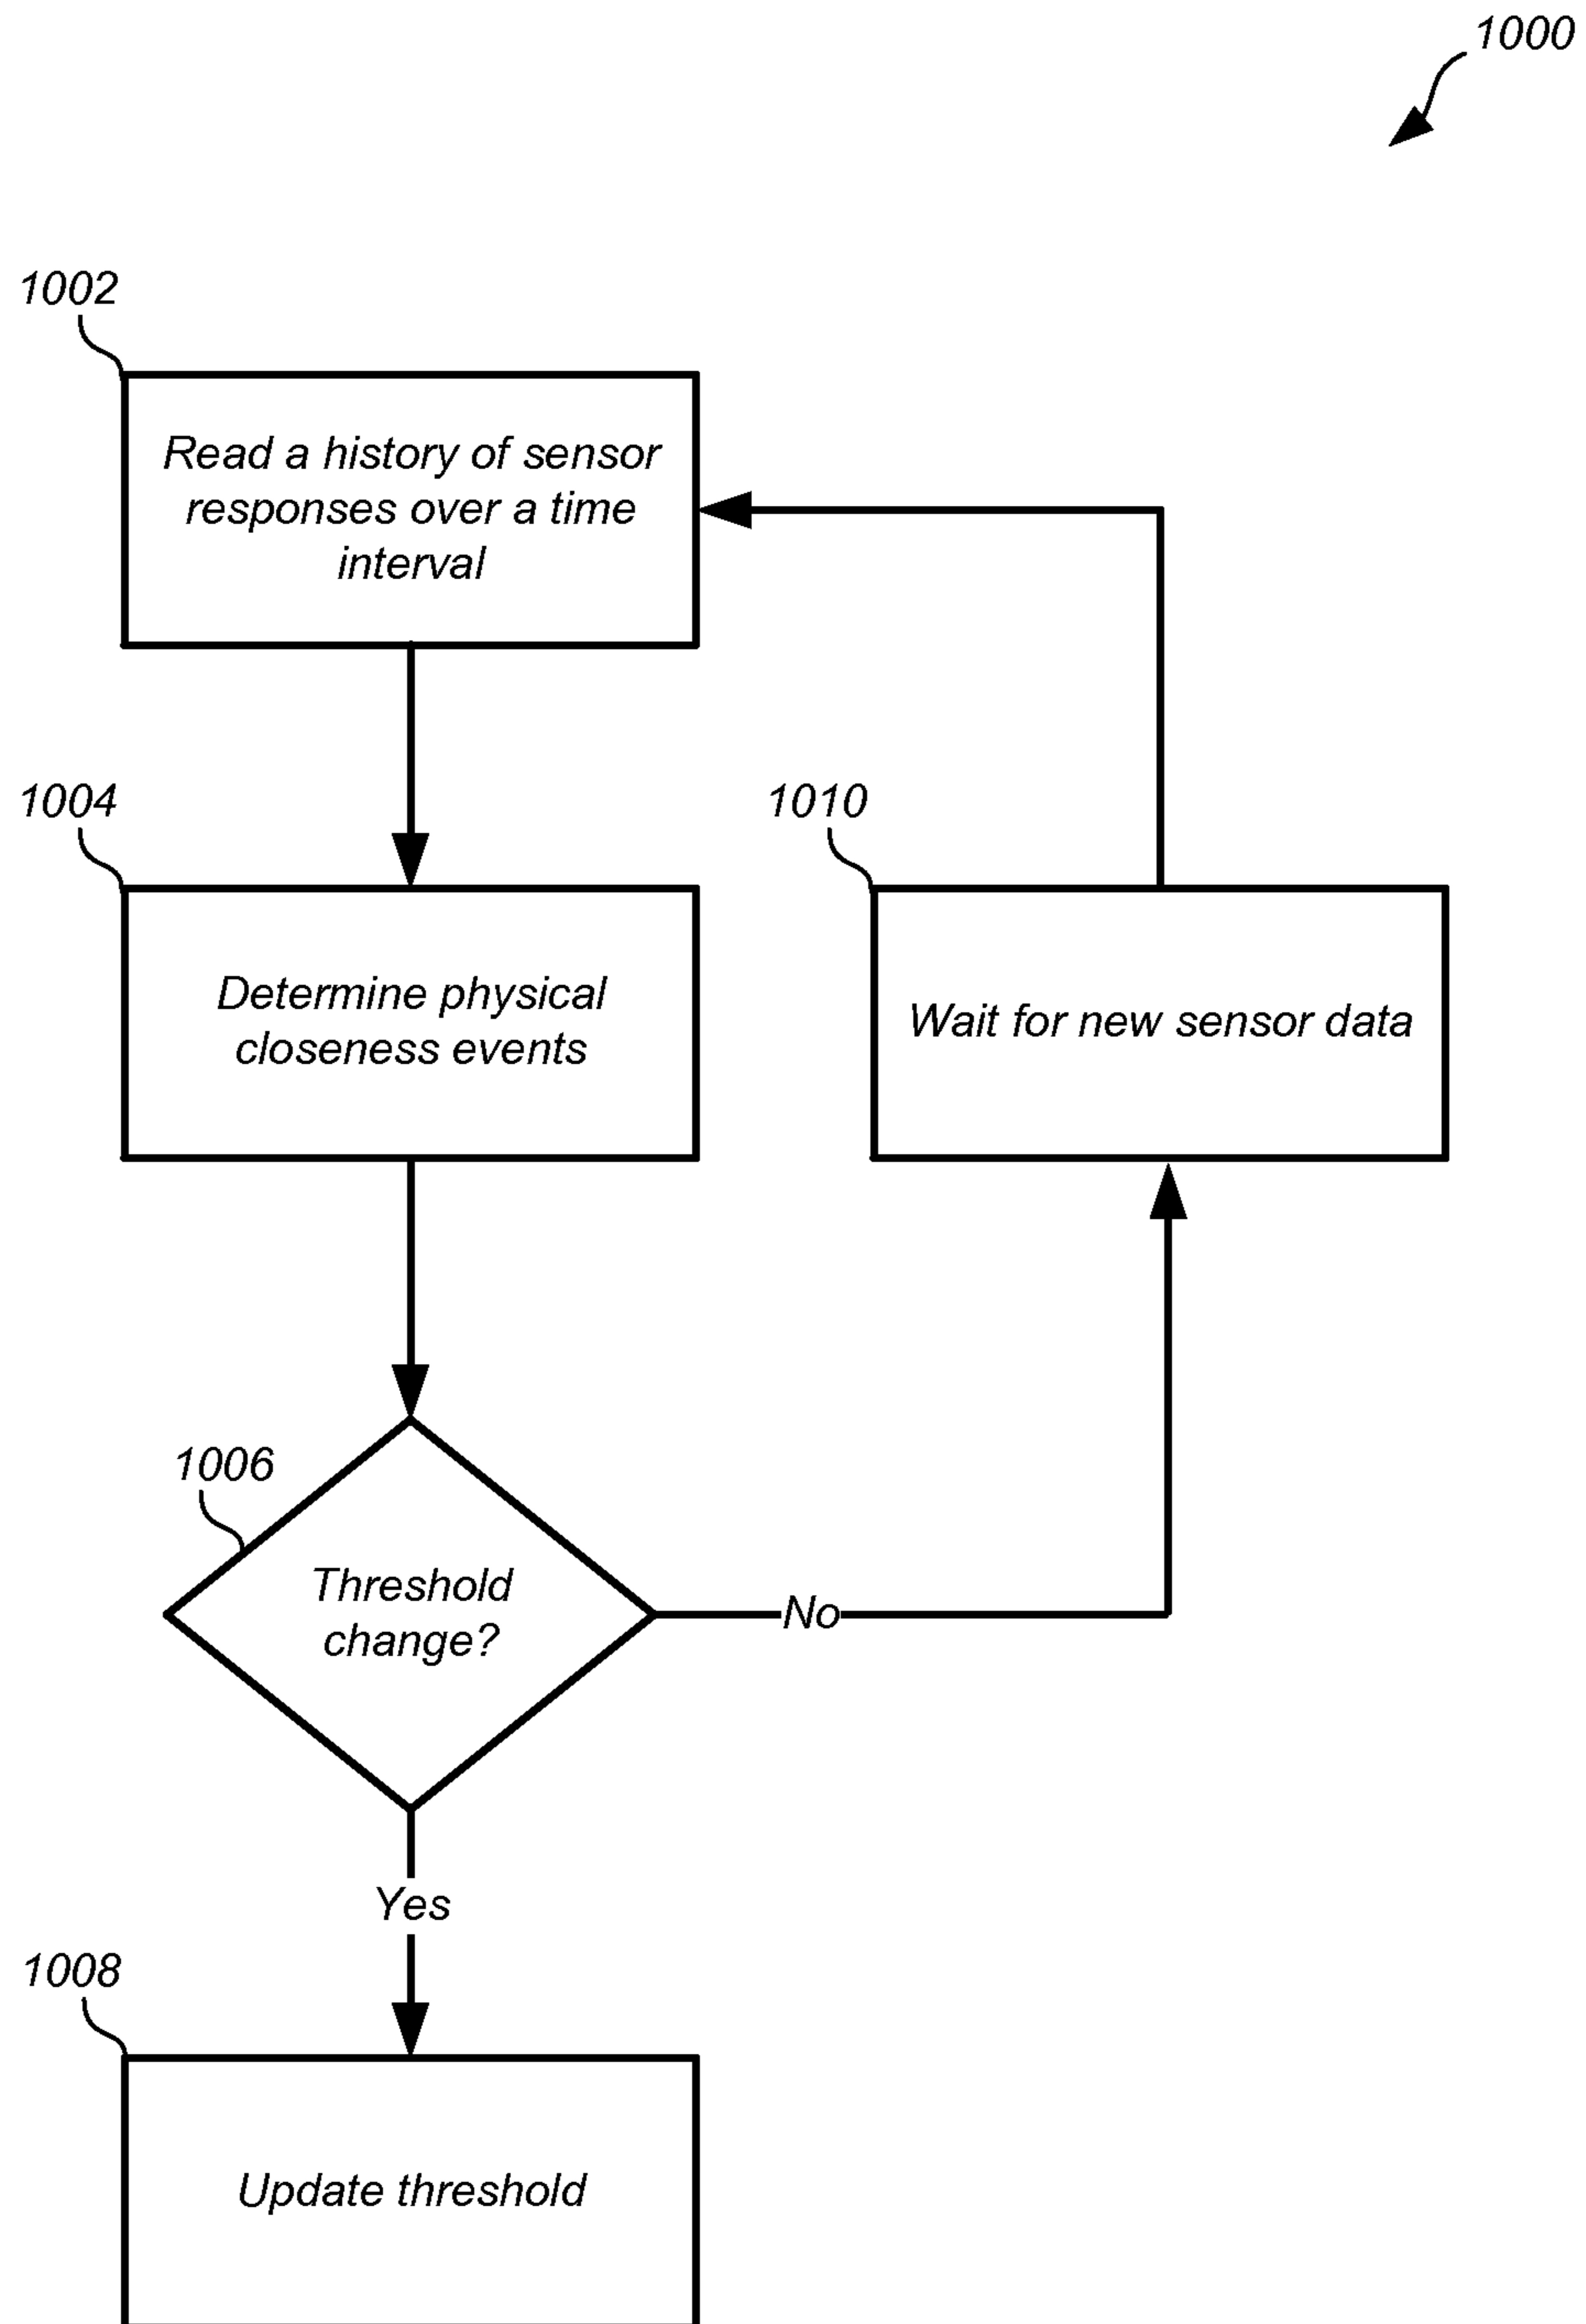 1000
1002
Read a history of sensor
responses over a time
interval
1004
Determine physical
closeness events
1010
Wait for new sensor data
1006
Threshold
change?
No
Yes
1008
Update threshold